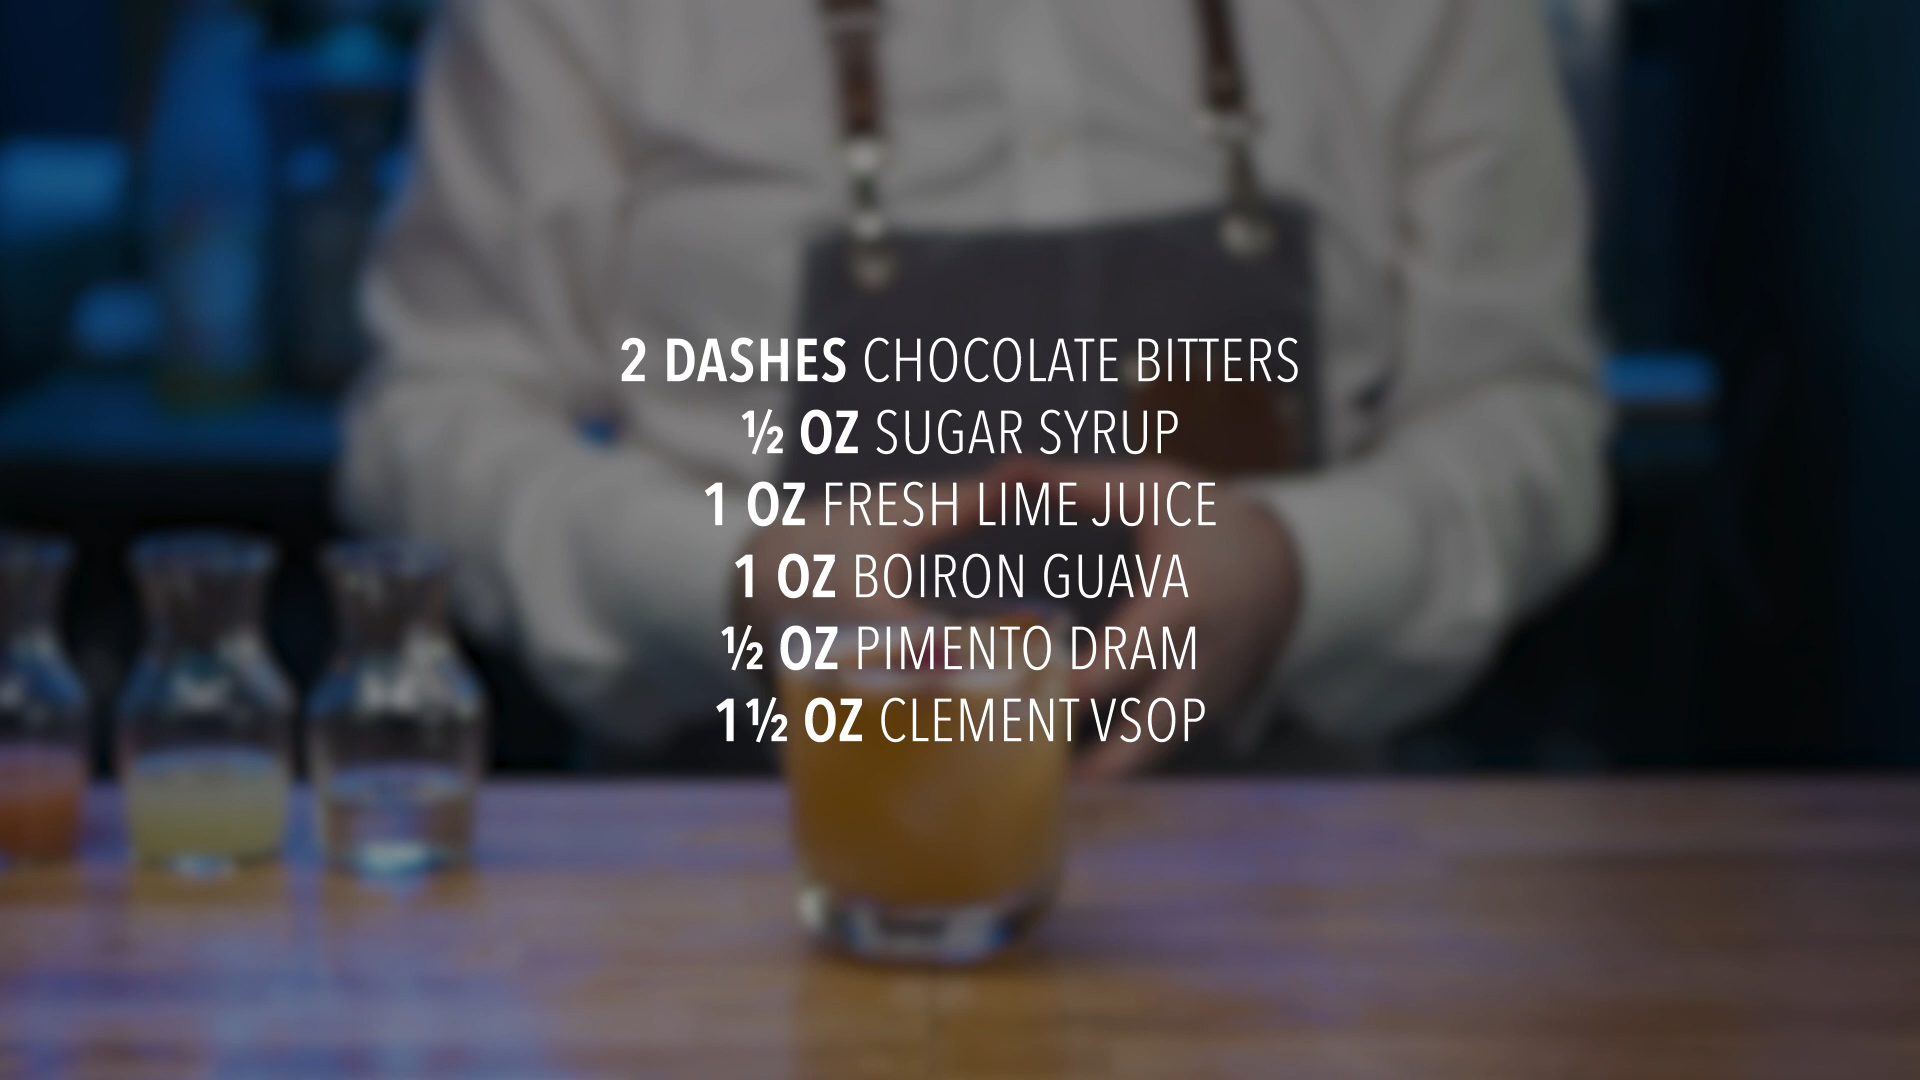 2 DASHES CHOCOLATE BITTERS
½ OZ SUGAR SYRUP
1 OZ FRESH LIME JUICE
1 OZ BOIRON GUAVA
½ OZ PIMENTO DRAM
1½ OZ CLEMENT VSOP